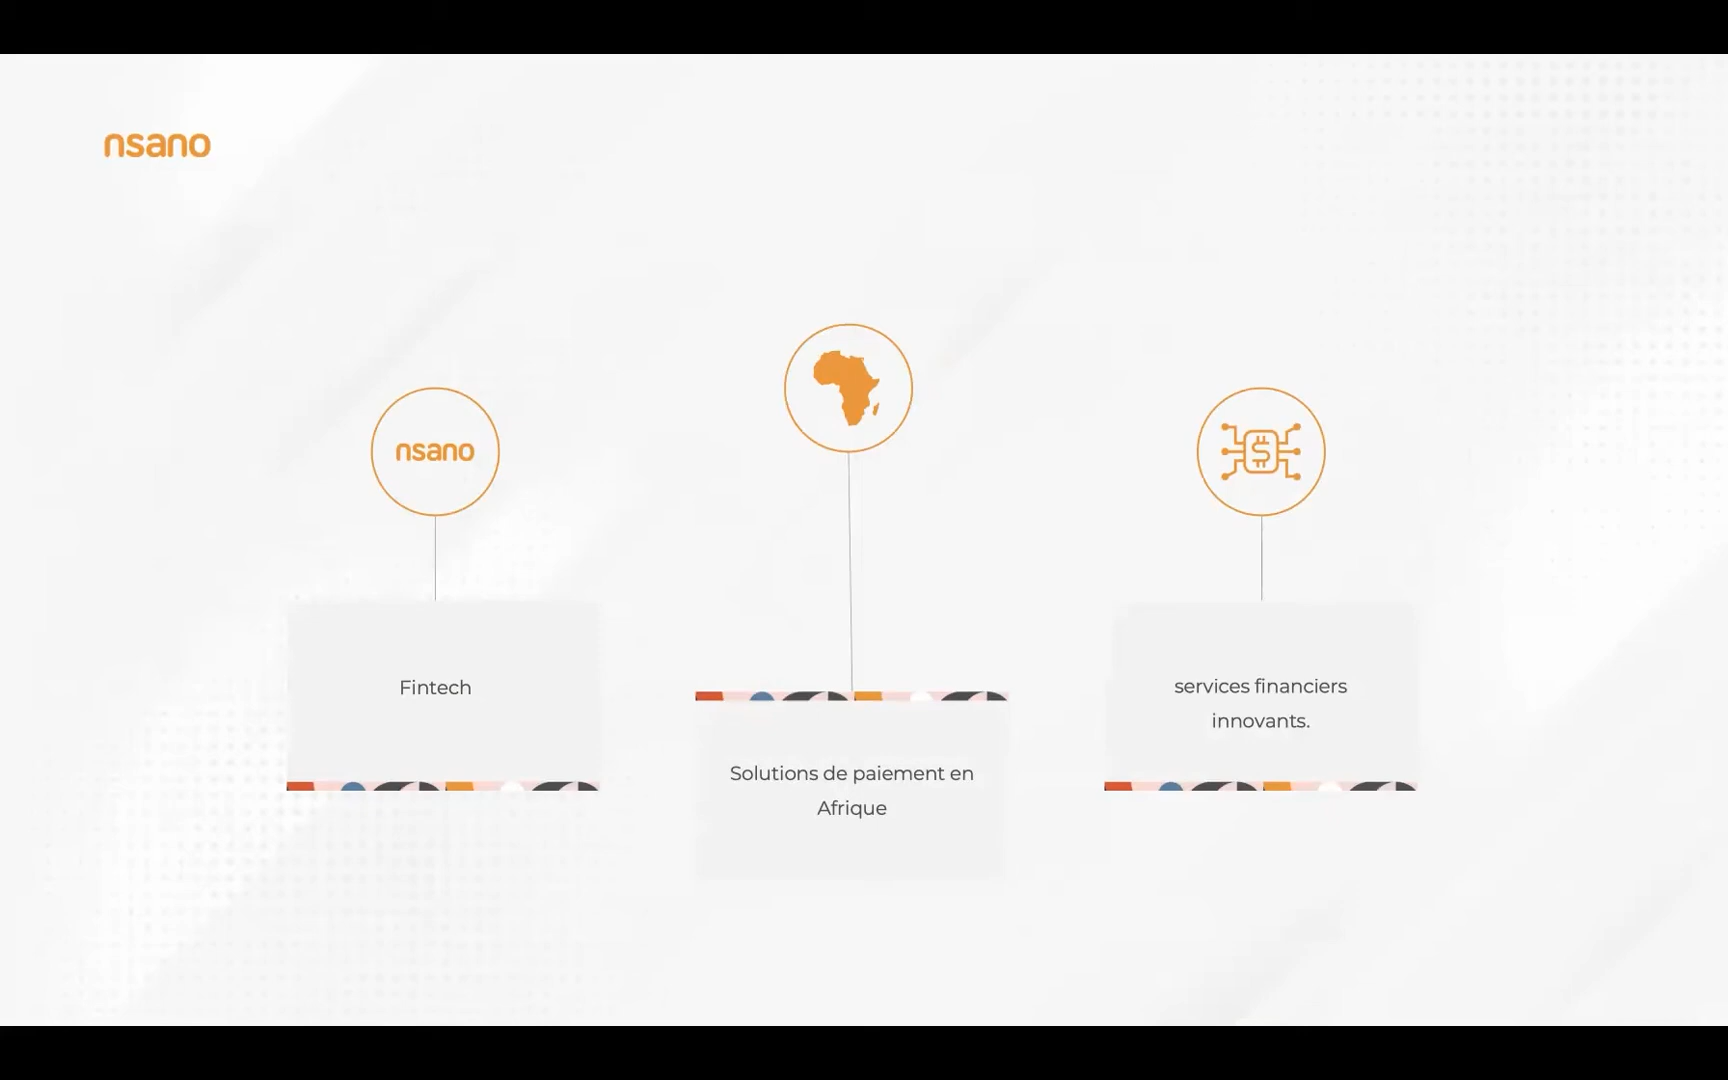 nsano
nsano
Fintech
Solutions de paiement en
Afrique
services financiers
innovants.